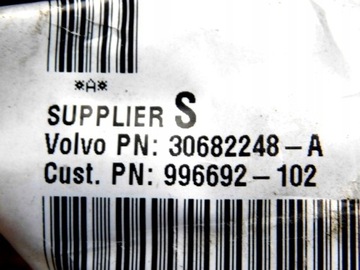 *A*
SUPPLIER S
Volvo PN: 30682248-A
Cust. PN: 996692-102